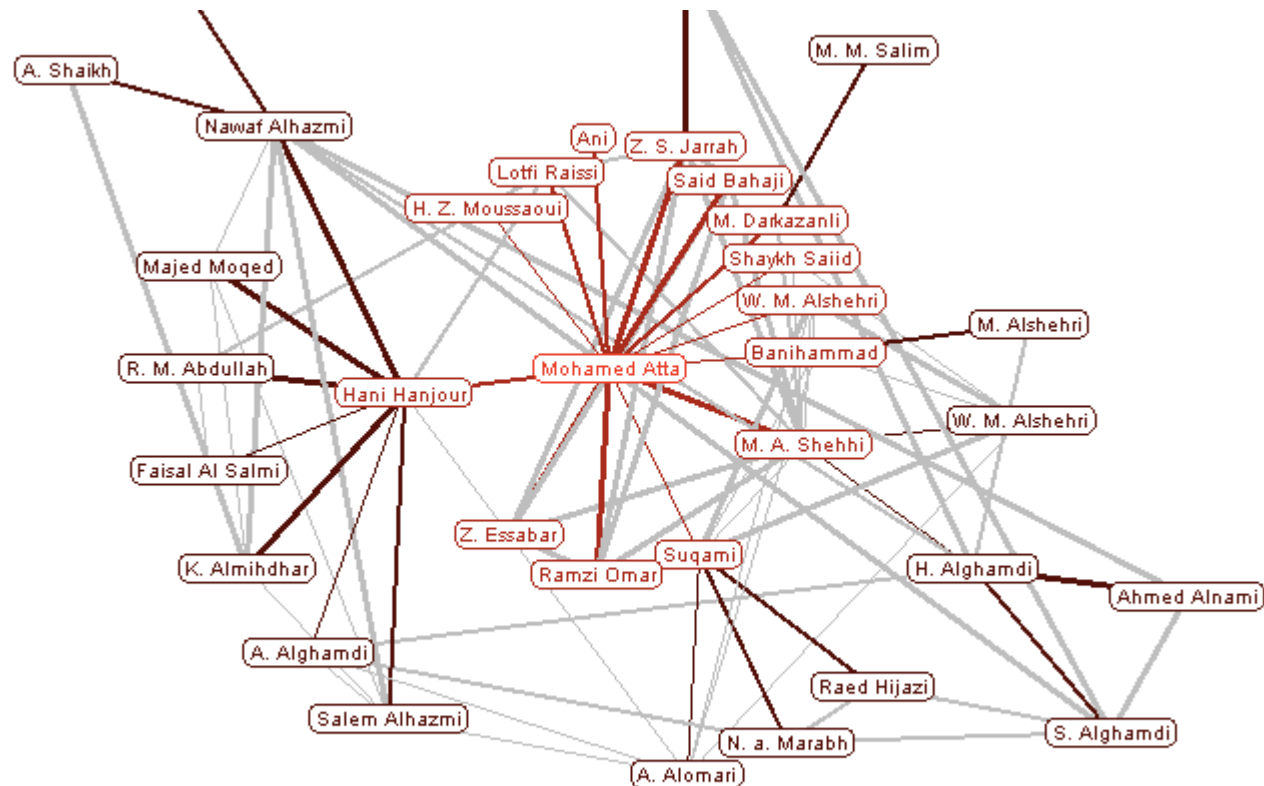 M. M. Salim
A. Shaikh
Nawaf Alhazmi
Ani
Z. S. Jarrah
Lotfi Raissi
Said Bahaji
H. Z. Moussaoui
M. Darkazanli
Shaykh Saiid
Majed Moqed
W. M. Alshehri
M. Alshehri
Banihammad
R. M. Abdullah
Mohamed Atta
Hani Hanjour
W. M. Alshehri
M. A. Shehhi
Faisal Al Salmi
Z. Essabar
Suqami
K. Almihdhar
Ramzi Omar
H. Alghamdi
Ahmed Alnami
A. Alghamdi
Raed Hijazi
Salem Alhazmi
S. Alghamdi
N. a. Marabh
A. Alomari